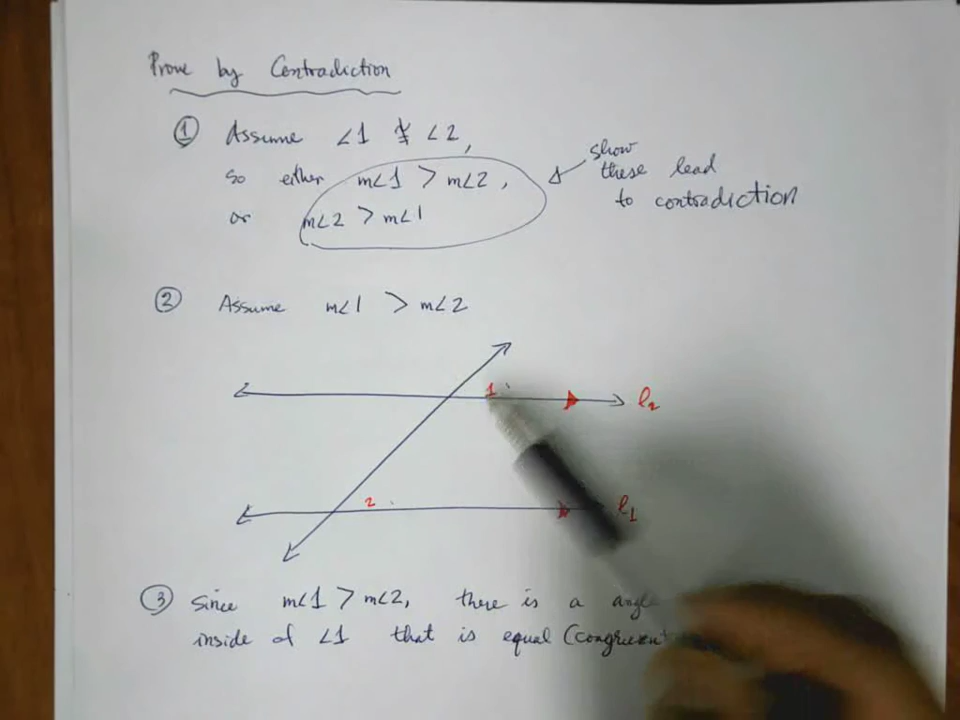 Prove by Contradiction
① Assume ∠1 ≇ ∠2,
so either m∠1 > m∠2,
or m∠2 > m∠1
show
these lead
to contradiction
② Assume m∠1 > m∠2
1
l₂
2
l₁
③ Since m∠1 > m∠2, there is a angle
inside of ∠1 that is equal (congruent